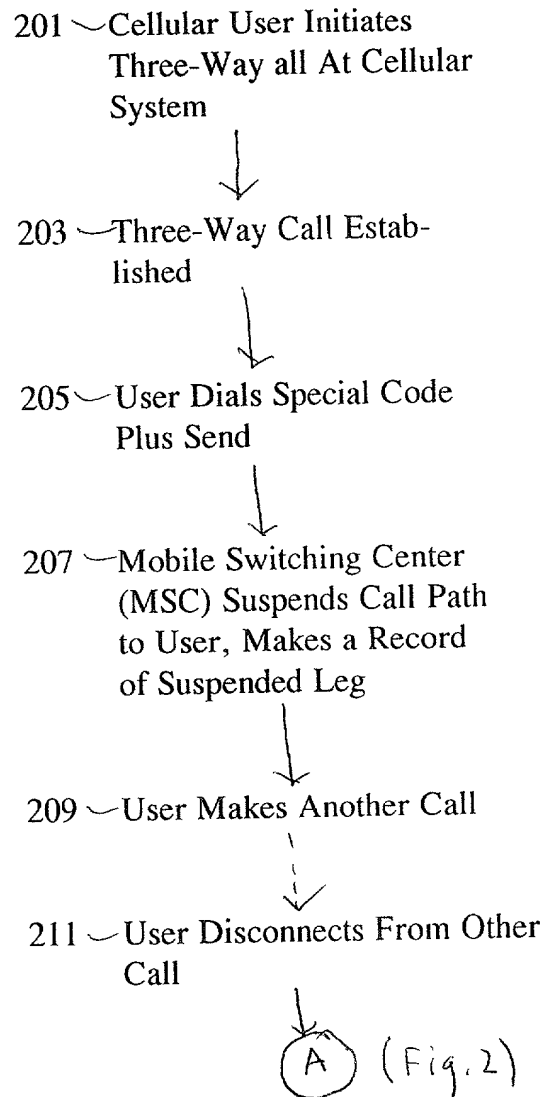 201 Cellular User Initiates
Three-Way all At Cellular
System
203 Three-Way Call Estab-
lished
205 User Dials Special Code
Plus Send
207 Mobile Switching Center
(MSC) Suspends Call Path
to User, Makes a Record
of Suspended Leg
209 User Makes Another Call
211 User Disconnects From Other
Call
A (Fig. 2)